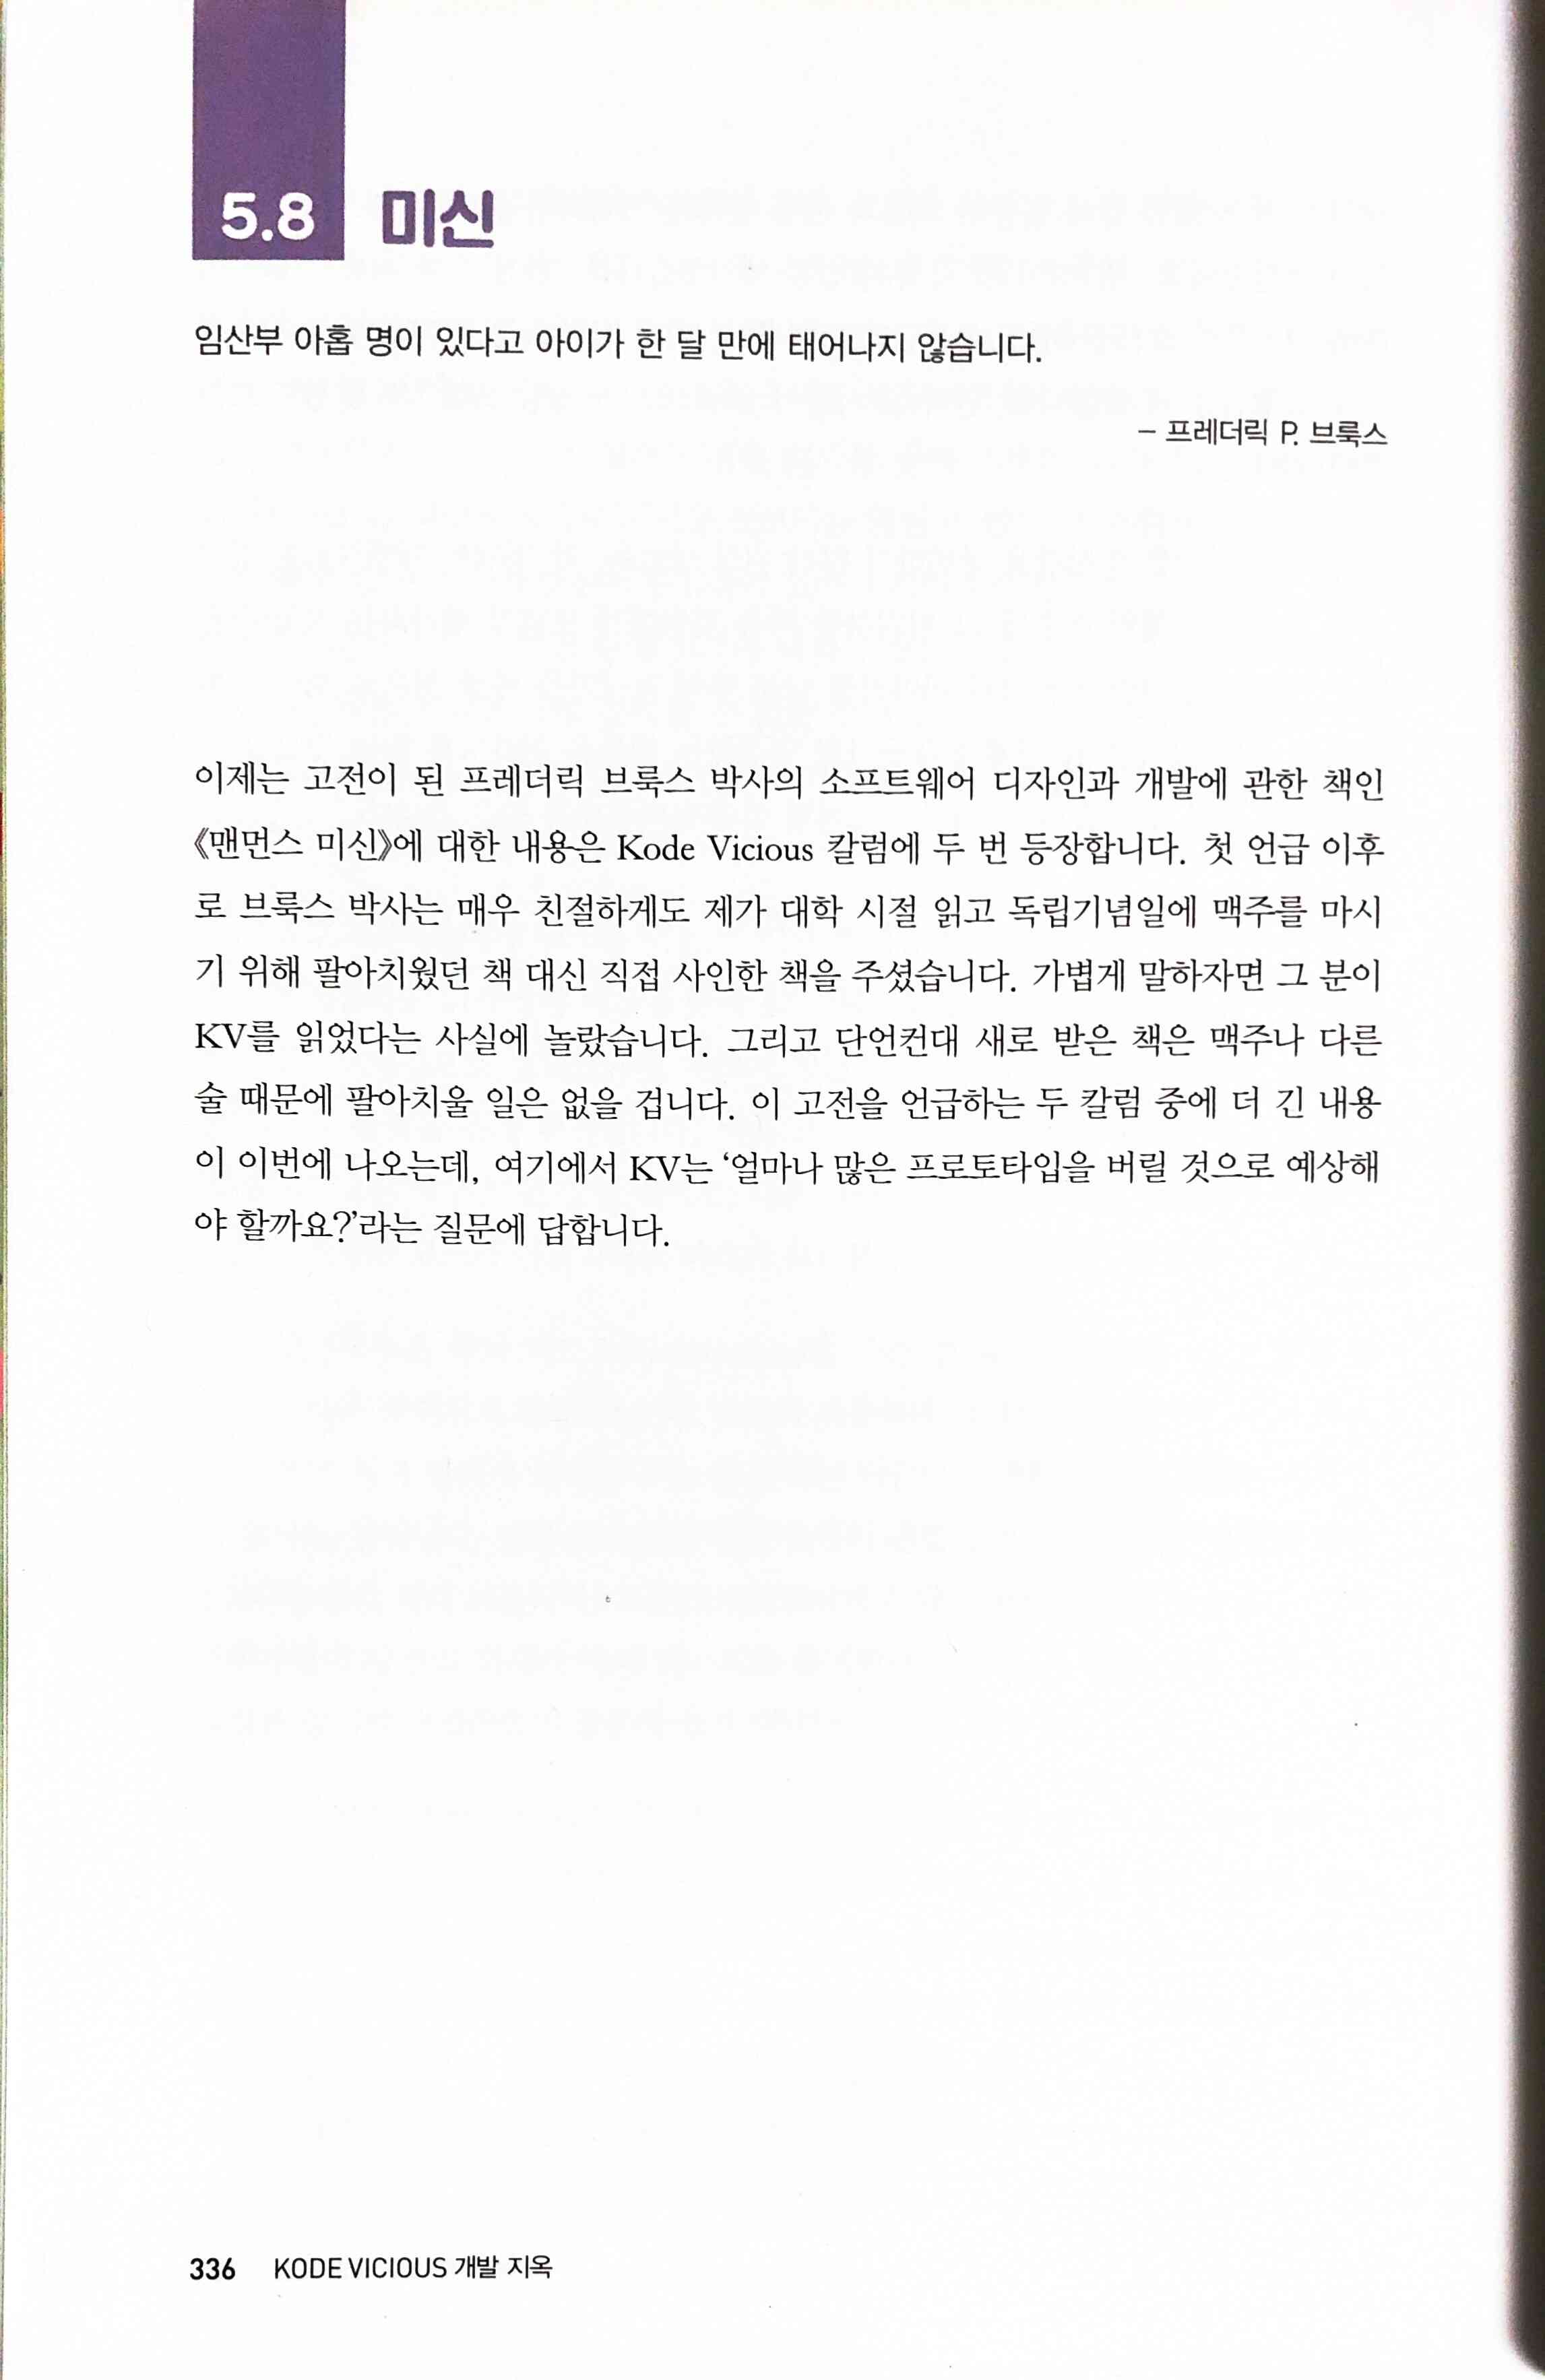 5.8 미신
임산부 아홉 명이 있다고 아이가 한 달 만에 태어나지 않습니다.
– 프레더릭 P. 브룩스
이제는 고전이 된 프레더릭 브룩스 박사의 소프트웨어 디자인과 개발에 관한 책인
《맨먼스 미신》에 대한 내용은 Kode Vicious 칼럼에 두 번 등장합니다. 첫 언급 이후
로 브룩스 박사는 매우 친절하게도 제가 대학 시절 읽고 독립기념일에 맥주를 마시
기 위해 팔아치웠던 책 대신 직접 사인한 책을 주셨습니다. 가볍게 말하자면 그 분이
KV를 읽었다는 사실에 놀랐습니다. 그리고 단언컨대 새로 받은 책은 맥주나 다른
술 때문에 팔아치울 일은 없을 겁니다. 이 고전을 언급하는 두 칼럼 중에 더 긴 내용
이 이번에 나오는데, 여기에서 KV는 ‘얼마나 많은 프로토타입을 버릴 것으로 예상해
야 할까요?’라는 질문에 답합니다.
336 KODE VICIOUS 개발 지옥